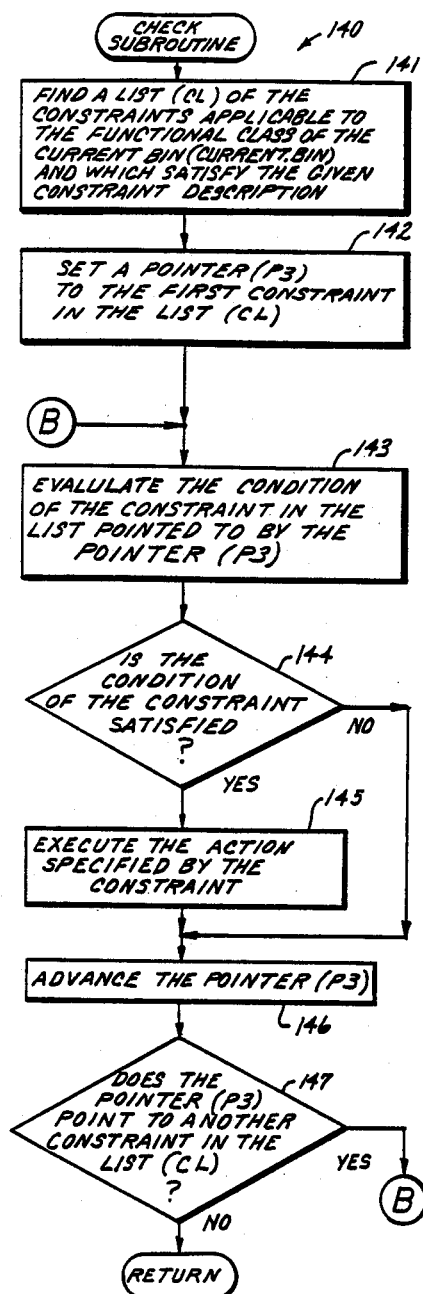 CHECK
SUBROUTINE
140
141
FIND A LIST (CL) OF THE
CONSTRAINTS APPLICABLE TO
THE FUNCTIONAL CLASS OF THE
CURRENT BIN (CURRENT.BIN)
AND WHICH SATISFY THE GIVEN
CONSTRAINT DESCRIPTION
142
SET A POINTER (P3)
TO THE FIRST CONSTRAINT
IN THE LIST (CL)
B
143
EVALULATE THE CONDITION
OF THE CONSTRAINT IN THE
LIST POINTED TO BY THE
POINTER (P3)
144
IS THE
CONDITION
OF THE CONSTRAINT
SATISFIED
?
NO
YES
145
EXECUTE THE ACTION
SPECIFIED BY THE
CONSTRAINT
ADVANCE THE POINTER (P3)
146
147
DOES THE
POINTER (P3)
POINT TO ANOTHER
CONSTRAINT IN THE
LIST (CL)
?
YES
B
NO
RETURN